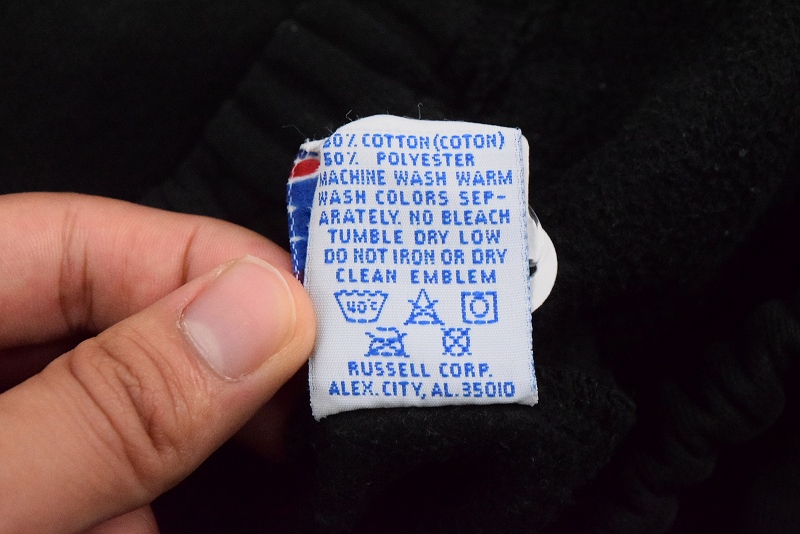 50% COTTON (COTON)
50% POLYESTER
MACHINE WASH WARM
WASH COLORS SEP-
ARATELY. NO BLEACH
TUMBLE DRY LOW
DO NOT IRON OR DRY
CLEAN EMBLEM
40°C
RUSSELL CORP.
ALEX. CITY, AL. 35010